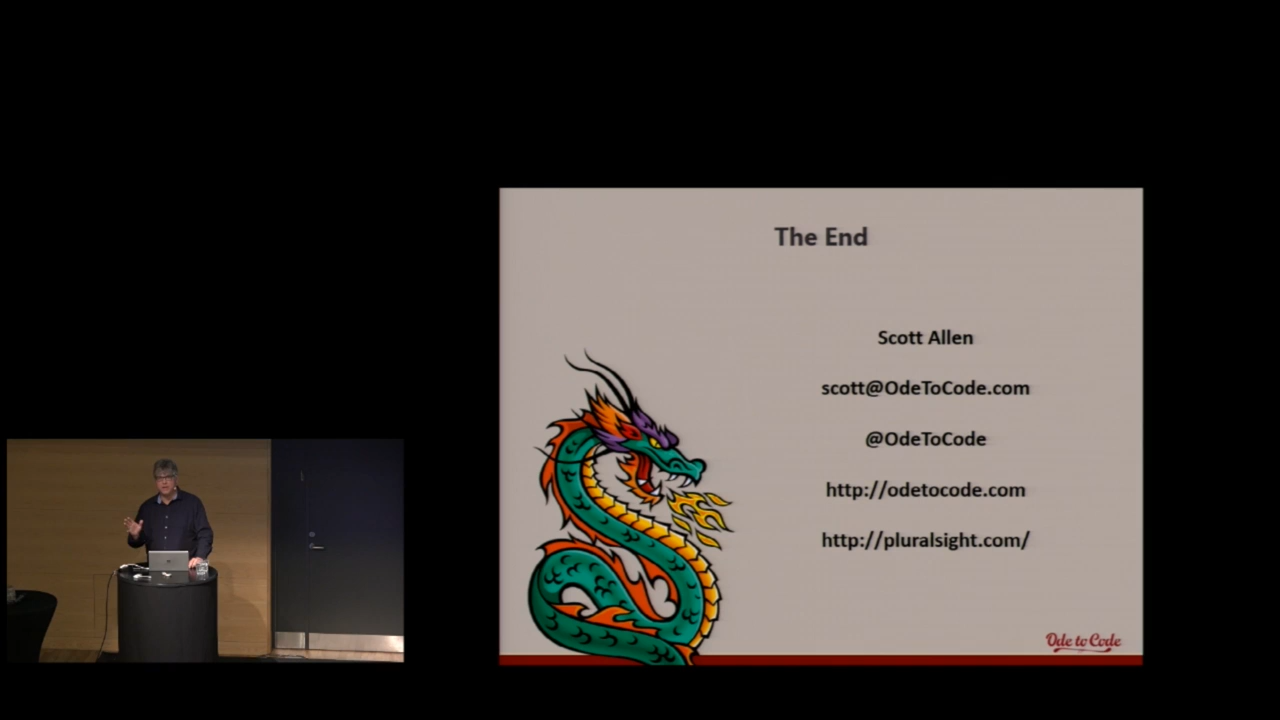 The End
Scott Allen
scott@OdeToCode.com
@OdeToCode
http://odetocode.com
http://pluralsight.com/
Ode to Code